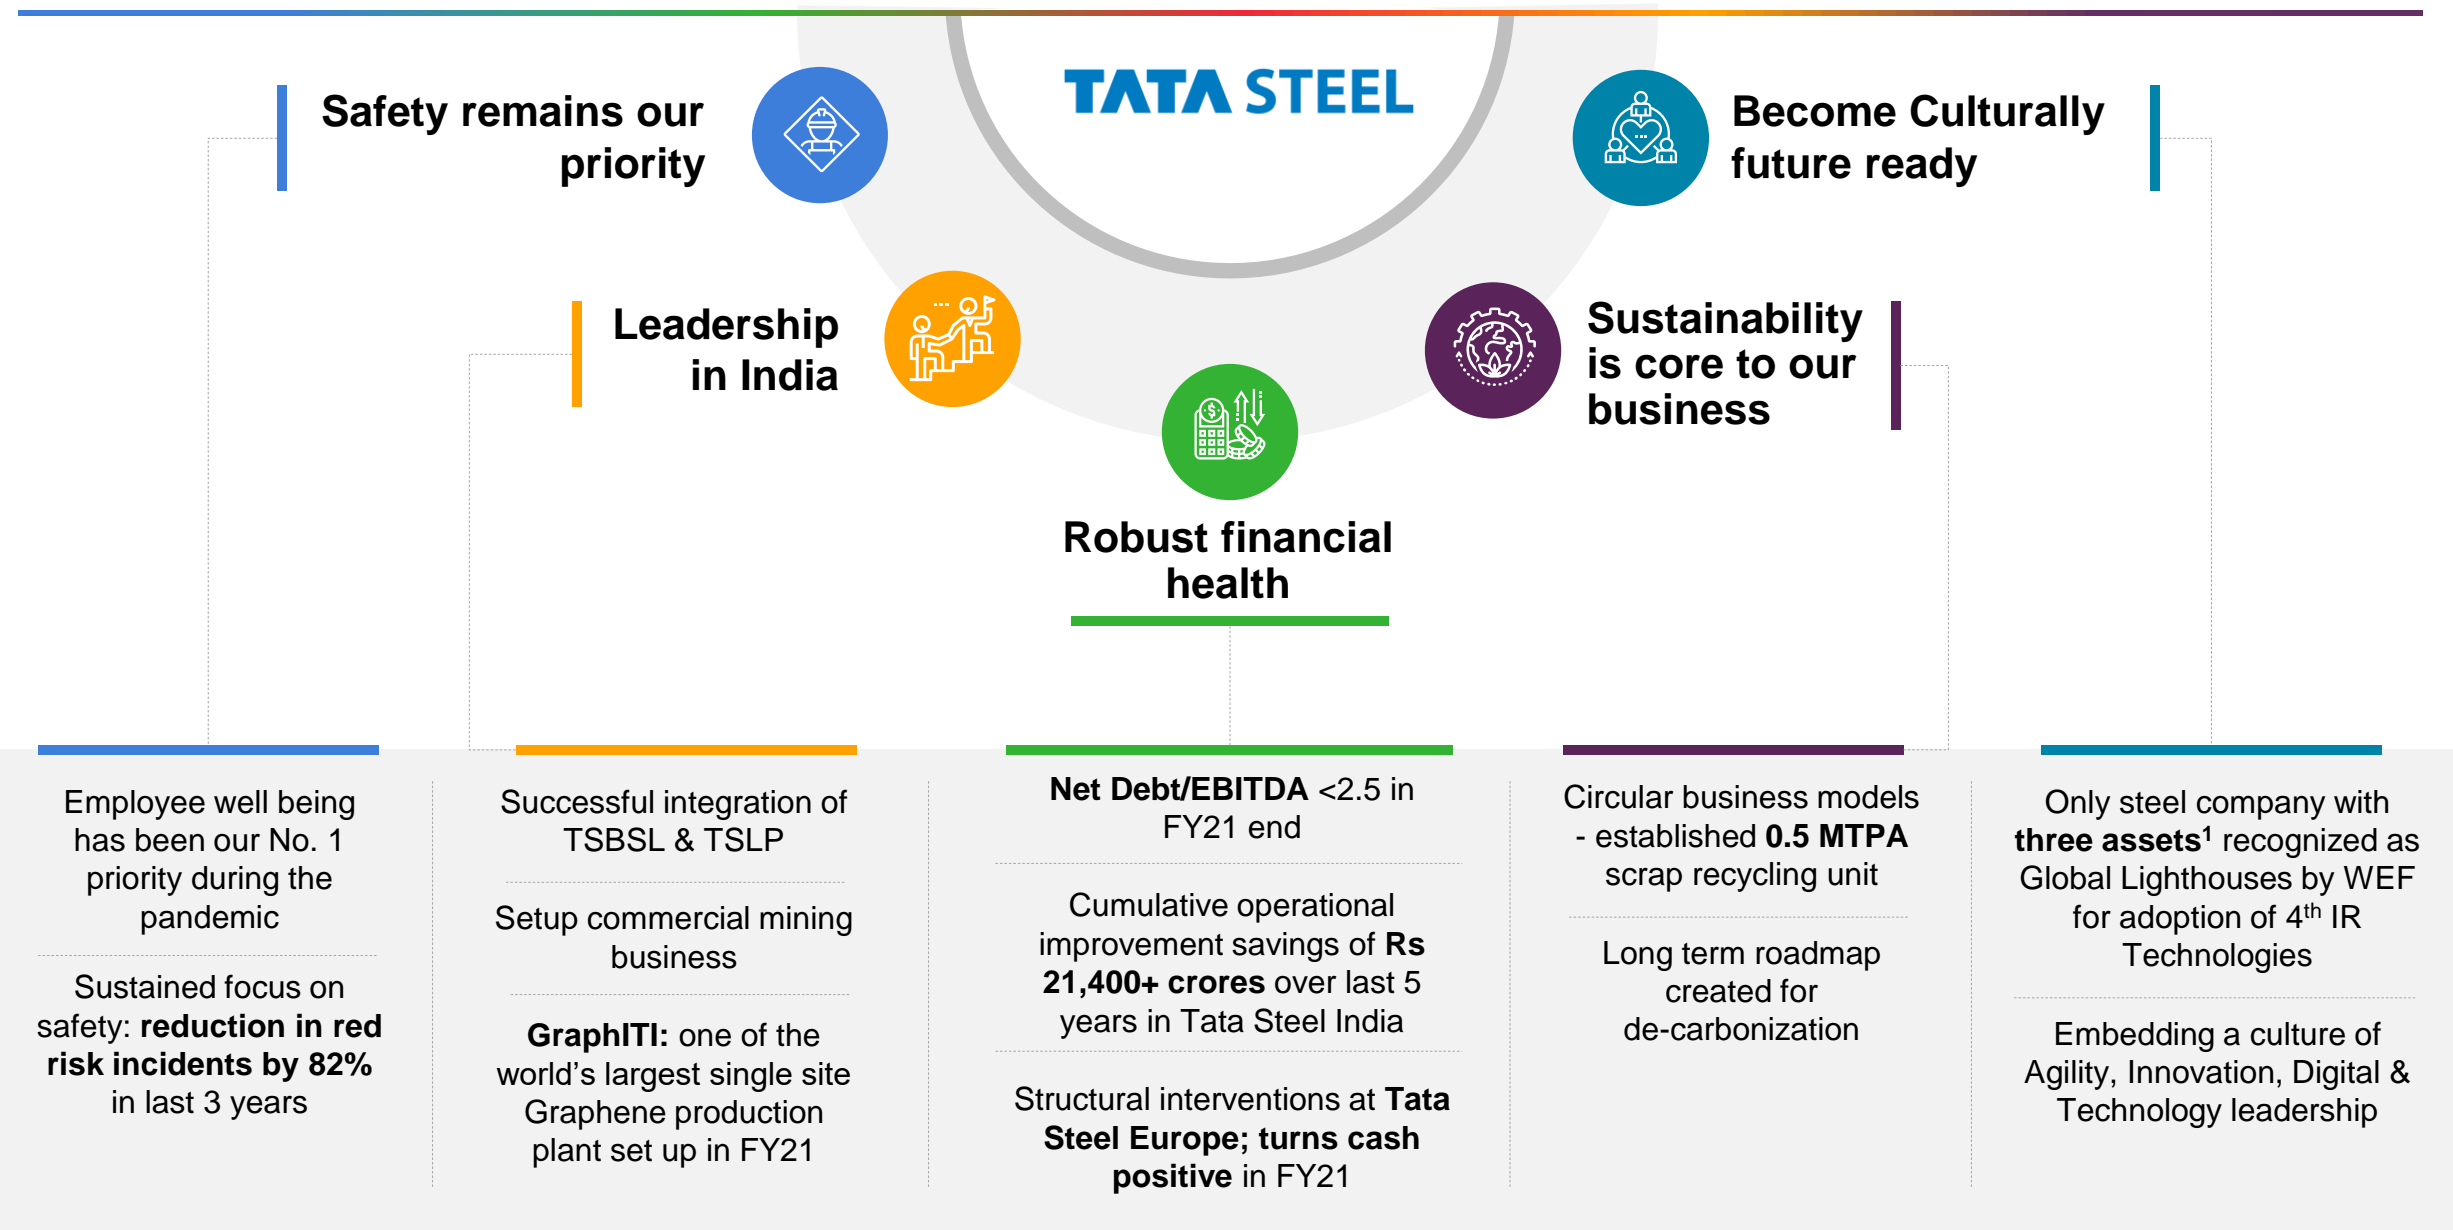 TATA STEEL
Safety remains our
priority
Become Culturally
future ready
Leadership
in India
Sustainability
is core to our
business
Robust financial
health
Employee well being
has been our No. 1
priority during the
pandemic
Sustained focus on
safety: reduction in red
risk incidents by 82%
in last 3 years
Successful integration of
TSBSL & TSLP
Setup commercial mining
business
GraphITI: one of the
world’s largest single site
Graphene production
plant set up in FY21
Net Debt/EBITDA <2.5 in
FY21 end
Cumulative operational
improvement savings of Rs
21,400+ crores over last 5
years in Tata Steel India
Structural interventions at Tata
Steel Europe; turns cash
positive in FY21
Circular business models
- established 0.5 MTPA
scrap recycling unit
Long term roadmap
created for
de-carbonization
Only steel company with
three assets¹ recognized as
Global Lighthouses by WEF
for adoption of 4th IR
Technologies
Embedding a culture of
Agility, Innovation, Digital &
Technology leadership